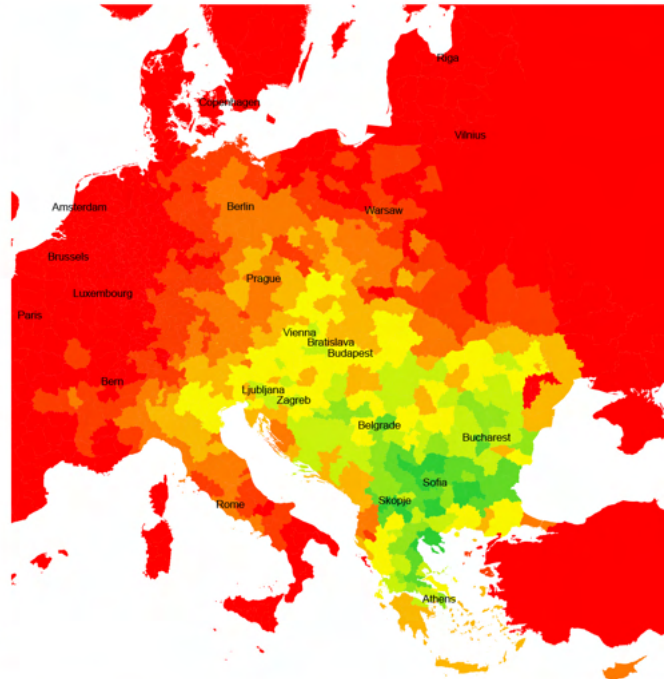 Riga
Copenhagen
Vilnius
Amsterdam
Berlin
Warsaw
Brussels
Prague
Luxembourg
Paris
Vienna
Bratislava
Budapest
Bern
Ljubljana
Zagreb
Belgrade
Bucharest
Sofia
Skopje
Rome
Athens